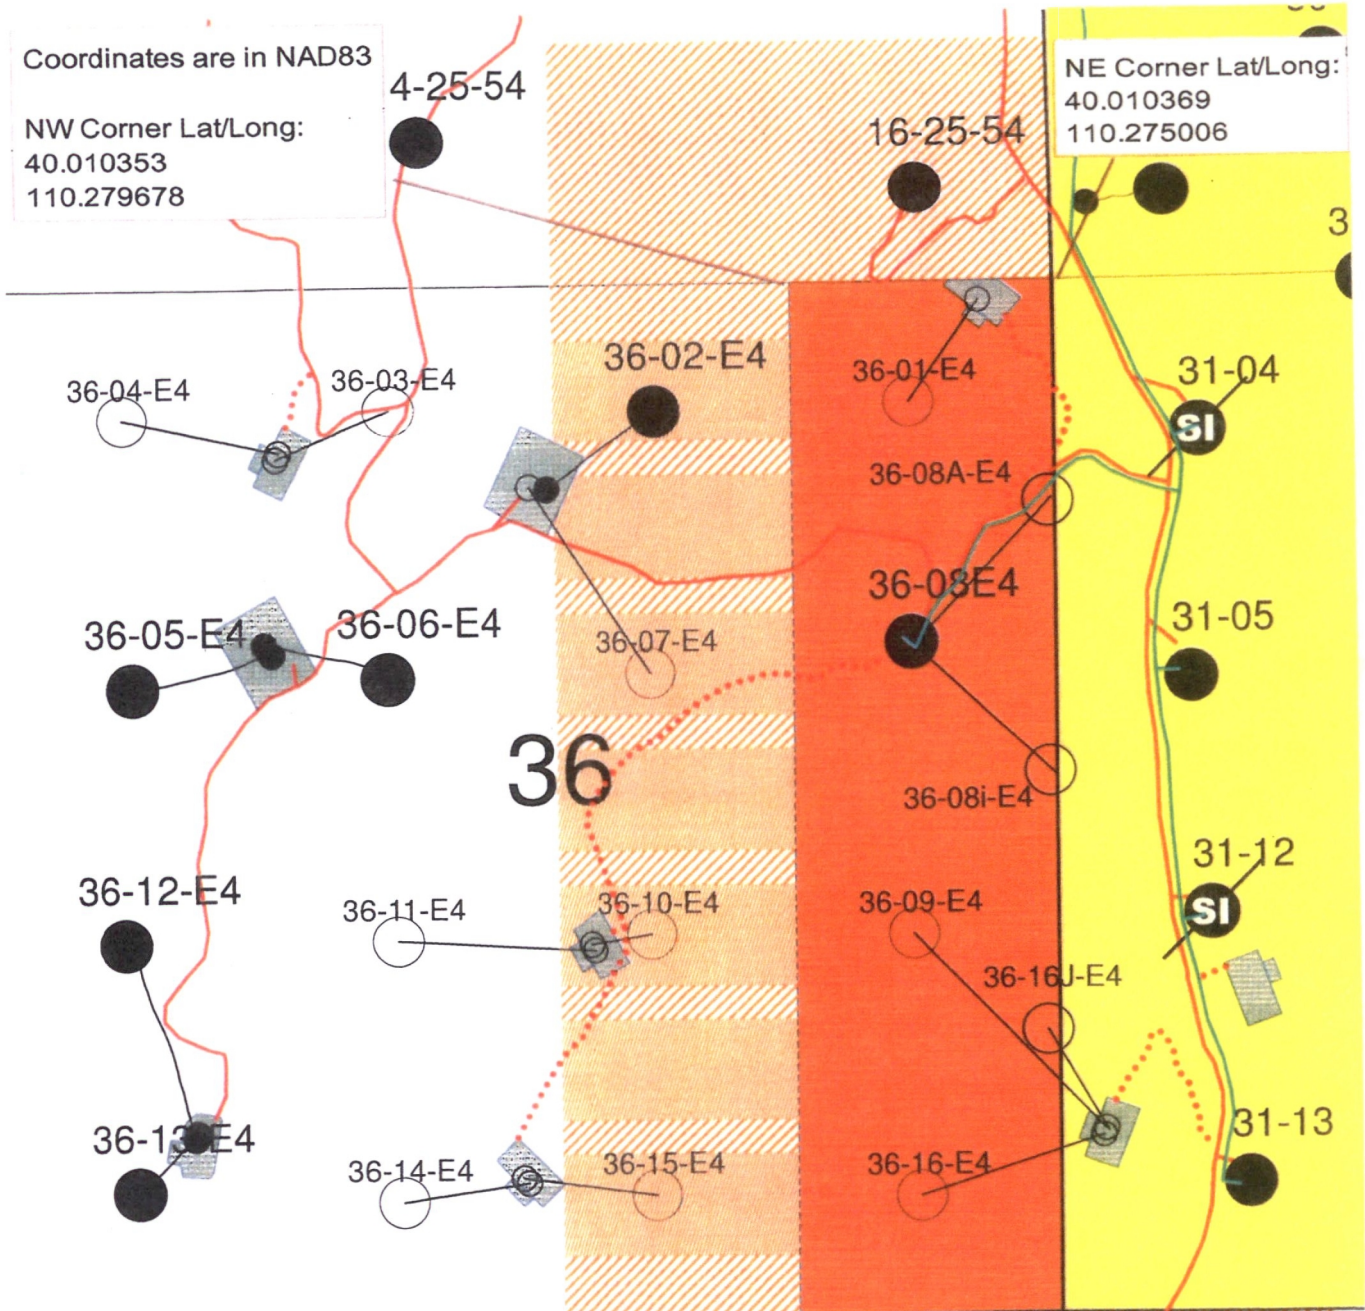 Coordinates are in NAD83
NW Corner Lat/Long:
40.010353
110.279678
NE Corner Lat/Long:
40.010369
110.275006
4-25-54
16-25-54
3
36-04-E4
36-03-E4
36-02-E4
36-01-E4
31-04
SI
36-08A-E4
36-08E4
36-05-E4
36-06-E4
36-07-E4
31-05
36
36-08i-E4
31-12
SI
36-12-E4
36-11-E4
36-10-E4
36-09-E4
36-16J-E4
36-13-E4
31-13
36-14-E4
36-15-E4
36-16-E4